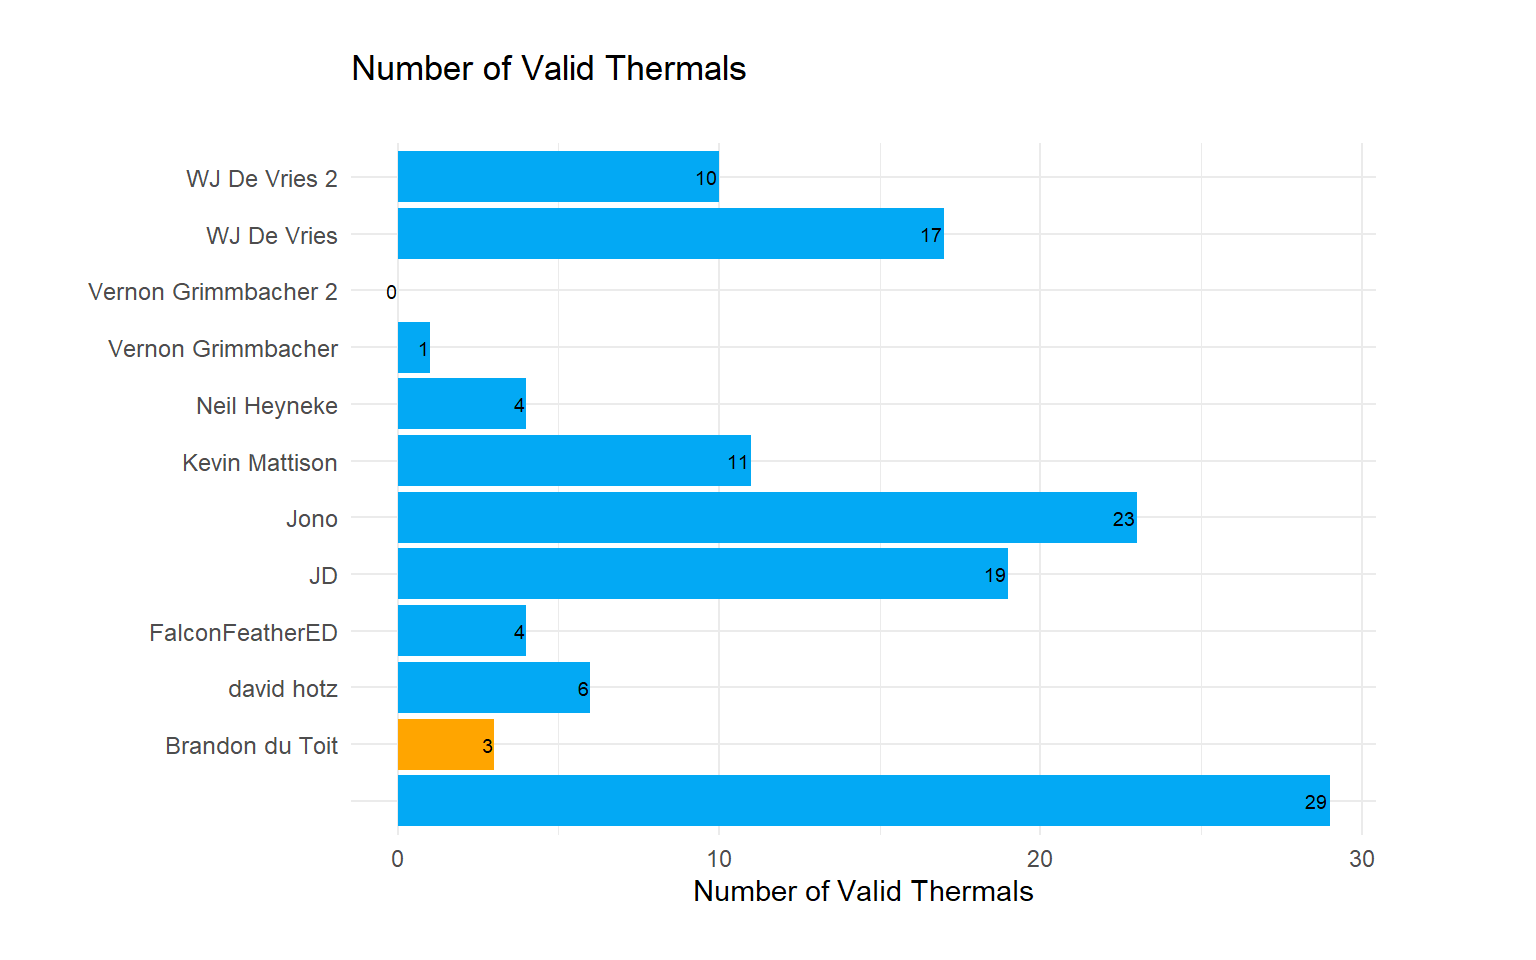 Number of Valid Thermals
WJ De Vries 2
10
WJ De Vries
17
Vernon Grimmbacher 2
0
Vernon Grimmbacher
1
Neil Heyneke
4
Kevin Mattison
11
Jono
23
JD
19
FalconFeatherED
4
david hotz
6
Brandon du Toit
3
29
0 10 20 30
Number of Valid Thermals